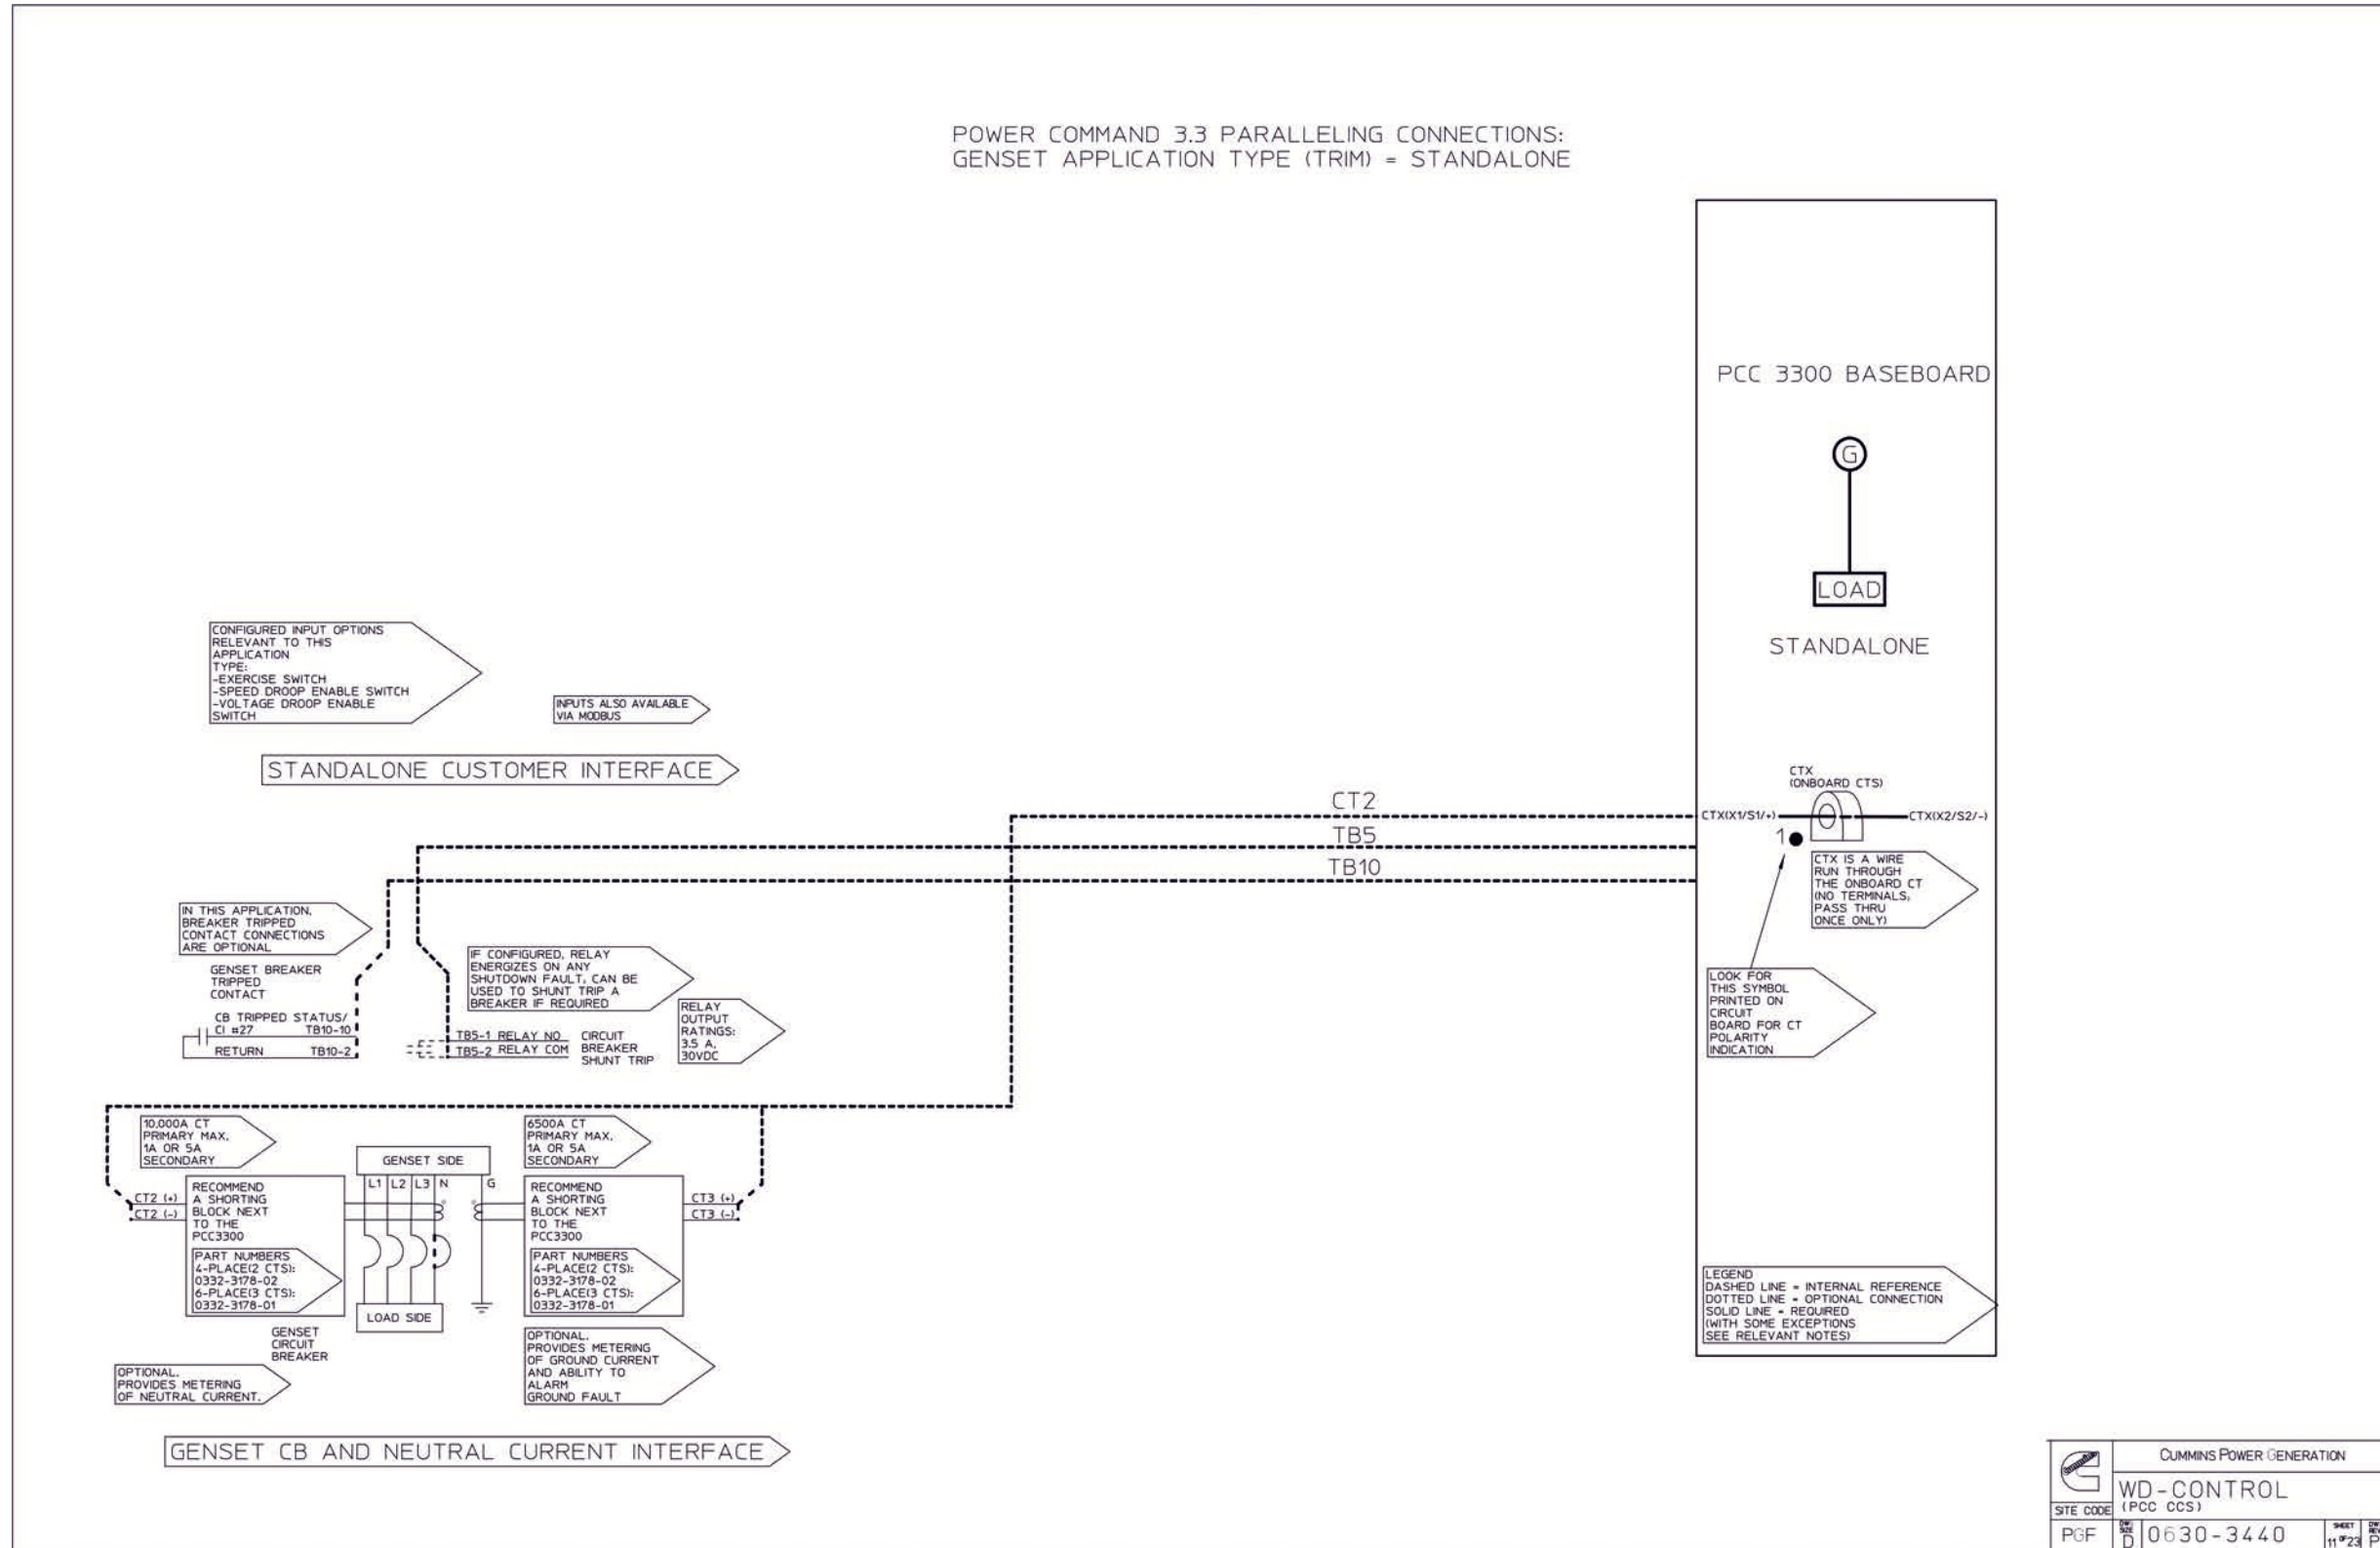 POWER COMMAND 3.3 PARALLELING CONNECTIONS:
GENSET APPLICATION TYPE (TRIM) = STANDALONE
PCC 3300 BASEBOARD
G
LOAD
STANDALONE
CONFIGURED INPUT OPTIONS
RELEVANT TO THIS
APPLICATION
TYPE:
-EXERCISE SWITCH
-SPEED DROOP ENABLE SWITCH
-VOLTAGE DROOP ENABLE
SWITCH
INPUTS ALSO AVAILABLE
VIA MODBUS
STANDALONE CUSTOMER INTERFACE
CT2
TB5
TB10
CTX
(ONBOARD CTS)
CTX(X1/S1/+)
CTX(X2/S2/-)
1
CTX IS A WIRE
RUN THROUGH
THE ONBOARD CT
(NO TERMINALS,
PASS THRU
ONCE ONLY)
LOOK FOR
THIS SYMBOL
PRINTED ON
CIRCUIT
BOARD FOR CT
POLARITY
INDICATION
IN THIS APPLICATION,
BREAKER TRIPPED
CONTACT CONNECTIONS
ARE OPTIONAL
GENSET BREAKER
TRIPPED
CONTACT
CB TRIPPED STATUS/
CI #27 TB10-10
RETURN TB10-2
IF CONFIGURED, RELAY
ENERGIZES ON ANY
SHUTDOWN FAULT, CAN BE
USED TO SHUNT TRIP A
BREAKER IF REQUIRED
RELAY
OUTPUT
RATINGS:
3.5 A,
30VDC
TB5-1 RELAY NO
TB5-2 RELAY COM
CIRCUIT
BREAKER
SHUNT TRIP
10,000A CT
PRIMARY MAX,
1A OR 5A
SECONDARY
6500A CT
PRIMARY MAX,
1A OR 5A
SECONDARY
GENSET SIDE
L1 L2 L3 N G
CT2 (+)
CT2 (-)
RECOMMEND
A SHORTING
BLOCK NEXT
TO THE
PCC3300
PART NUMBERS
4-PLACE(2 CTS):
0332-3178-02
6-PLACE(3 CTS):
0332-3178-01
RECOMMEND
A SHORTING
BLOCK NEXT
TO THE
PCC3300
PART NUMBERS
4-PLACE(2 CTS):
0332-3178-02
6-PLACE(3 CTS):
0332-3178-01
CT3 (+)
CT3 (-)
LOAD SIDE
GENSET
CIRCUIT
BREAKER
OPTIONAL.
PROVIDES METERING
OF NEUTRAL CURRENT.
OPTIONAL.
PROVIDES METERING
OF GROUND CURRENT
AND ABILITY TO
ALARM
GROUND FAULT
GENSET CB AND NEUTRAL CURRENT INTERFACE
LEGEND
DASHED LINE = INTERNAL REFERENCE
DOTTED LINE = OPTIONAL CONNECTION
SOLID LINE = REQUIRED
(WITH SOME EXCEPTIONS
SEE RELEVANT NOTES)
CUMMINS POWER GENERATION
WD-CONTROL
(PCC CCS)
SITE CODE
PGF
D
0630-3440
SHEET
11 OF 23
P